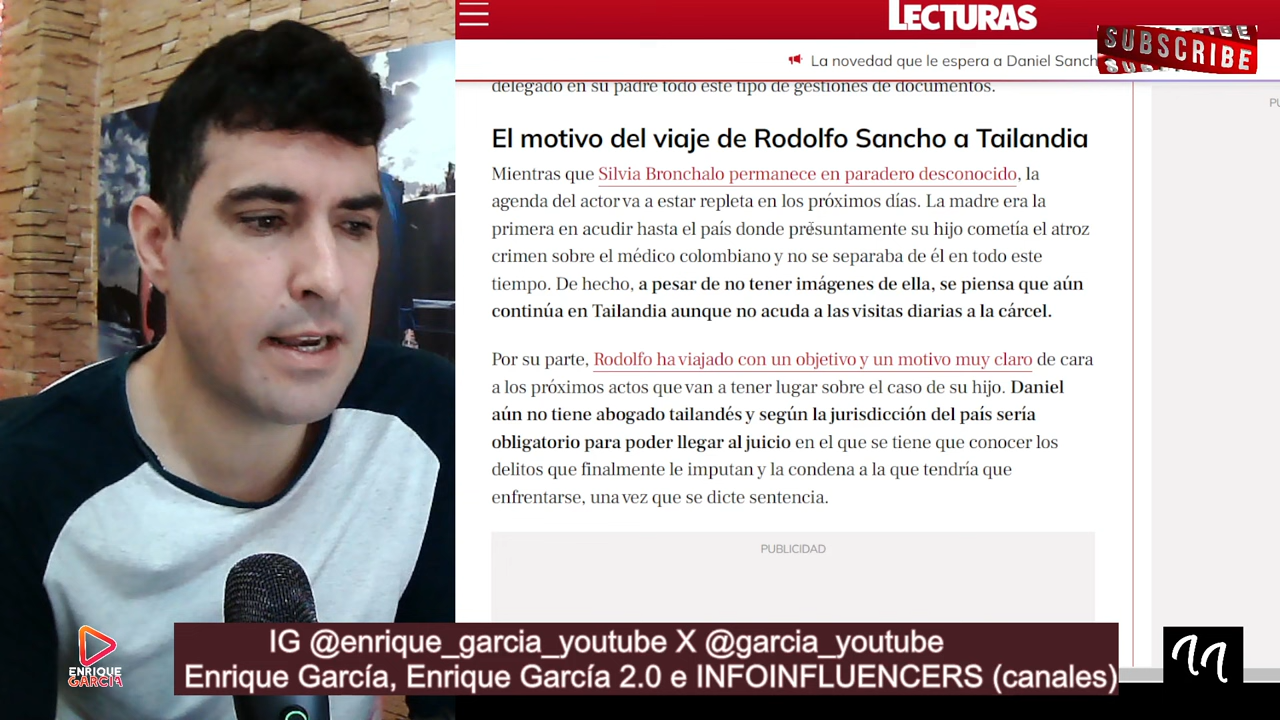 LECTURAS
La novedad que le espera a Daniel Sanch
SUBSCRIBE
delegado en su padre todo este tipo de gestiones de documentos.
El motivo del viaje de Rodolfo Sancho a Tailandia
Mientras que Silvia Bronchalo permanece en paradero desconocido, la
agenda del actor va a estar repleta en los próximos días. La madre era la
primera en acudir hasta el país donde presuntamente su hijo cometía el atroz
crimen sobre el médico colombiano y no se separaba de él en todo este
tiempo. De hecho, a pesar de no tener imágenes de ella, se piensa que aún
continúa en Tailandia aunque no acuda a las visitas diarias a la cárcel.
Por su parte, Rodolfo ha viajado con un objetivo y un motivo muy claro de cara
a los próximos actos que van a tener lugar sobre el caso de su hijo. Daniel
aún no tiene abogado tailandés y según la jurisdicción del país sería
obligatorio para poder llegar al juicio en el que se tiene que conocer los
delitos que finalmente le imputan y la condena a la que tendría que
enfrentarse, una vez que se dicte sentencia.
PUBLICIDAD
PU
IG @enrique_garcia_youtube X @garcia_youtube
Enrique García, Enrique García 2.0 e INFOINFLUENCERS (canales)
ENRIQUE
GARCÍA